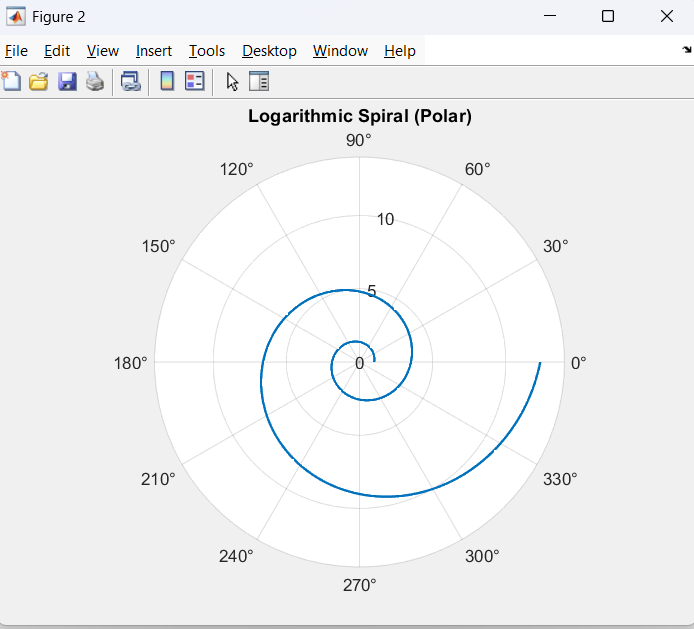 Figure 2
File Edit View Insert Tools Desktop Window Help
Logarithmic Spiral (Polar)
90°
120° 60°
10
150° 30°
5
180° 0 0°
210° 330°
240° 300°
270°